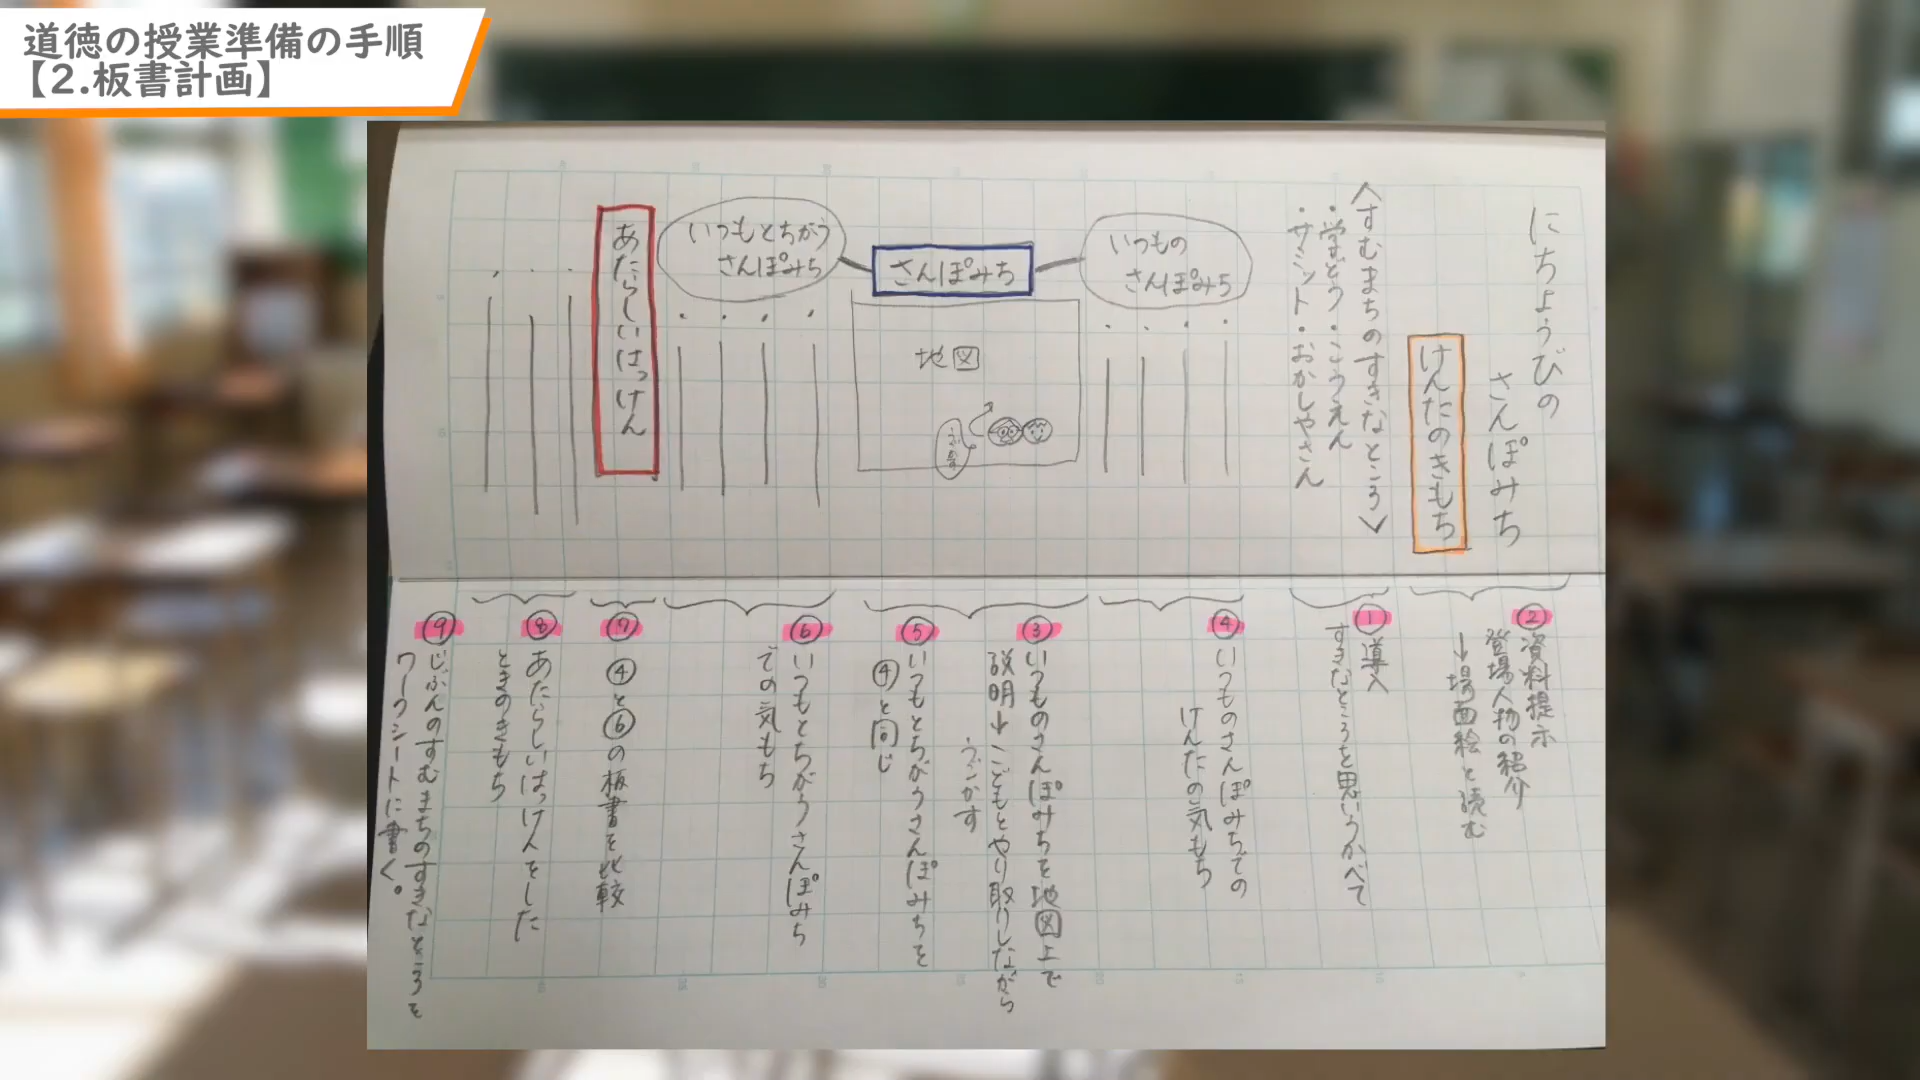 道徳の授業準備の手順
【2.板書計画】
にちようびの
さんぽみち
けんたのきもち
<すむまちのすきなところ>
・学どう・こうえん
・サミット・おかしやさん
いつもの
さんぽみち
さんぽみち
地図
いつもとちがう
さんぽみち
あたらしいはっけん
②資料提示
登場人物の紹介
→場面絵と読む
①導入
すきなところを思いうかべて
④いつものさんぽみちでの
けんたの気もち
③いつものさんぽみちを地図上で
説明→こどもとやり取りしながら
うごかす
⑤いつもとちがうさんぽみちを
④と同じ
⑥いつもとちがうさんぽみち
での気もち
⑦④と⑥の板書を比較
⑧あたらしいはっけんをした
ときのきもち
⑨じぶんのすむまちのすきなところを
ワークシートに書く。